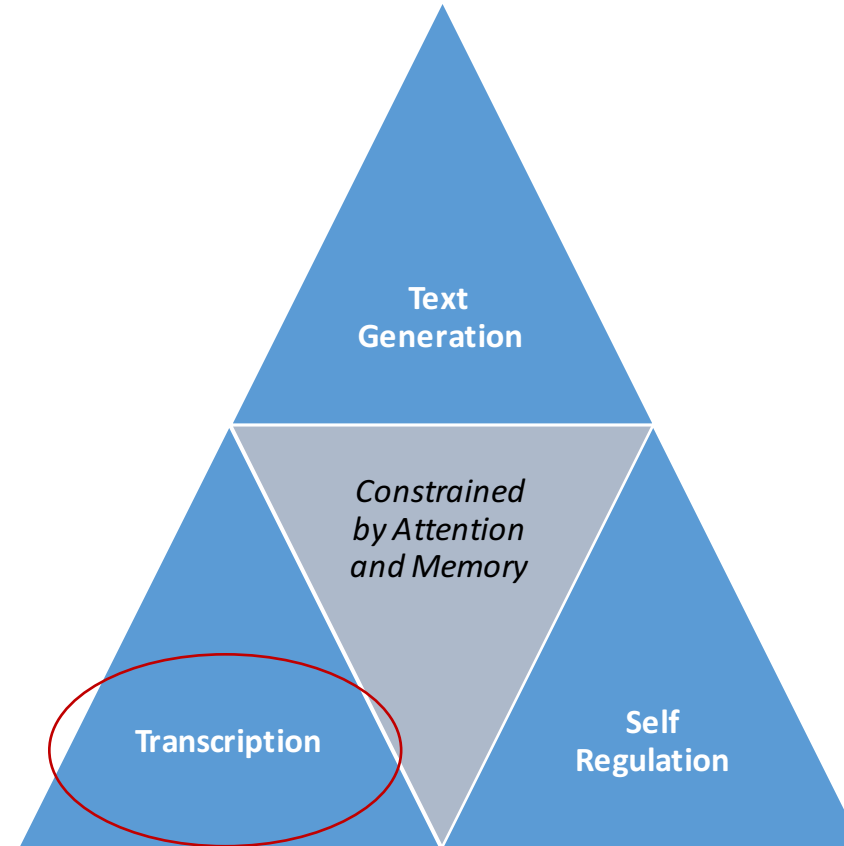 Text
Generation
Constrained
by Attention
and Memory
Transcription
Self
Regulation